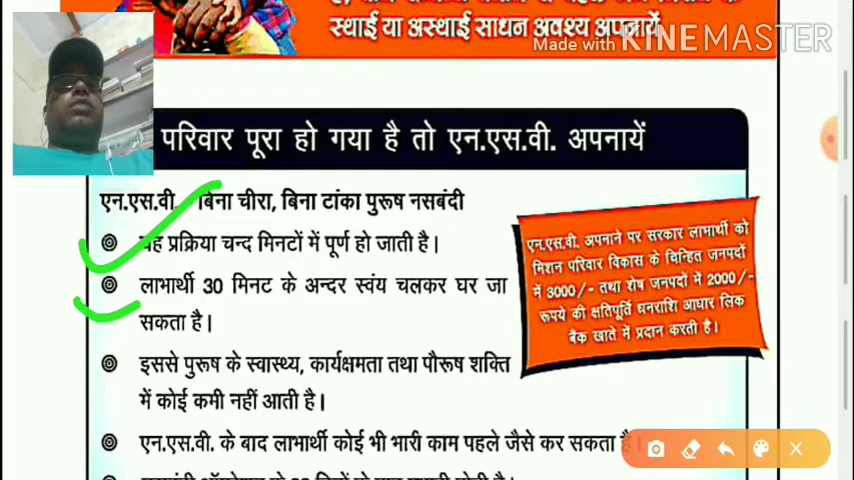 स्थाई या अस्थाई साधन अवश्य अपनायें
Made with KINEMASTER
परिवार पूरा हो गया है तो एन.एस.वी. अपनायें
एन.एस.वी. बिना चीरा, बिना टांका पुरूष नसबंदी
यह प्रक्रिया चन्द मिनटों में पूर्ण हो जाती है।
लाभार्थी 30 मिनट के अन्दर स्वंय चलकर घर जा
सकता है।
इससे पुरूष के स्वास्थ्य, कार्यक्षमता तथा पौरूष शक्ति
में कोई कमी नहीं आती है।
एन.एस.वी. के बाद लाभार्थी कोई भी भारी काम पहले जैसे कर सकता है
एन.एस.वी. अपनाने पर सरकार लाभार्थी को
मिशन परिवार विकास के चिन्हित जनपदों
में 3000/- तथा शेष जनपदों में 2000/-
रूपये की क्षतिपूर्ति धनराशि आधार लिंक
बैंक खाते में प्रदान करती है।